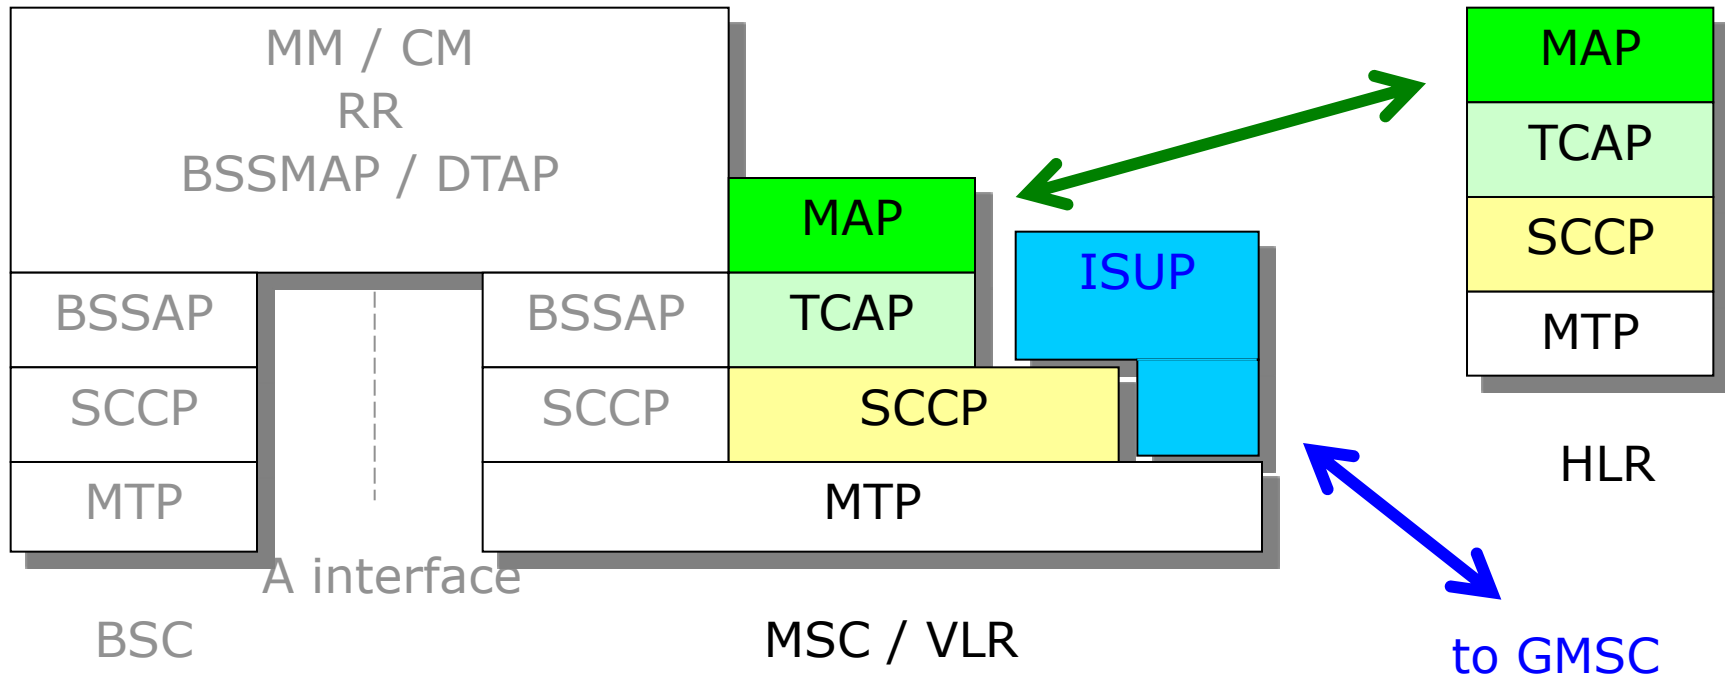 MM / CM
RR
BSSMAP / DTAP
MAP
ISUP
BSSAP
BSSAP
TCAP
SCCP
SCCP
SCCP
MTP
MTP
A interface
BSC
MSC / VLR
MAP
TCAP
SCCP
MTP
HLR
to GMSC